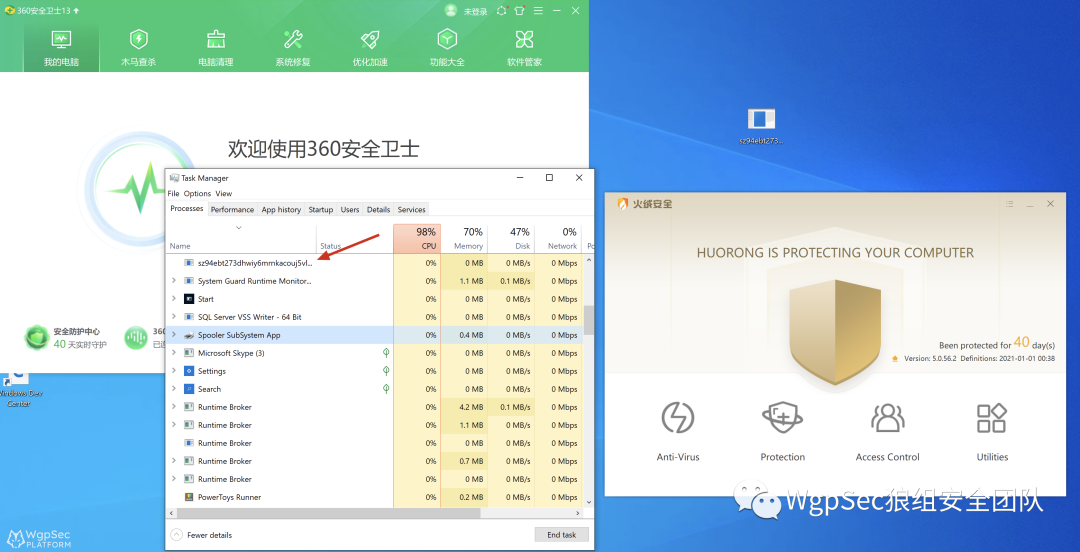 360安全卫士13
未登录
我的电脑 木马查杀 电脑清理 系统修复 优化加速 功能大全 软件管家
欢迎使用360安全卫士
安全防护中心
40 天实时守护
360
sz94ebt273...
Windows Dev
Center
Task Manager
File Options View
Processes Performance App history Startup Users Details Services
98% 70% 47% 0%
Name Status CPU Memory Disk Network
sz94ebt273dhwiy6mmkacouj5vl... 0% 0 MB 0 MB/s 0 Mbps
System Guard Runtime Monitor... 0% 1.1 MB 0.1 MB/s 0 Mbps
Start 0% 0 MB 0 MB/s 0 Mbps
SQL Server VSS Writer - 64 Bit 0% 0 MB 0 MB/s 0 Mbps
Spooler SubSystem App 0% 0.4 MB 0 MB/s 0 Mbps
Microsoft Skype (3) 0% 0 MB 0 MB/s 0 Mbps
Settings 0% 0 MB 0 MB/s 0 Mbps
Search 0% 0 MB 0 MB/s 0 Mbps
Runtime Broker 0% 4.2 MB 0.1 MB/s 0 Mbps
Runtime Broker 0% 1.1 MB 0 MB/s 0 Mbps
Runtime Broker 0% 0 MB 0 MB/s 0 Mbps
Runtime Broker 0% 0.7 MB 0 MB/s 0 Mbps
Runtime Broker 0% 0 MB 0 MB/s 0 Mbps
PowerToys Runner 0% 0.2 MB 0 MB/s 0 Mbps
Fewer details
End task
火绒安全
HUORONG IS PROTECTING YOUR COMPUTER
Been protected for 40 day(s)
Version: 5.0.56.2 Definitions: 2021-01-01 00:38
Anti-Virus Protection Access Control Utilities
WgpSec狼组安全团队
WgpSec
PLATFORM